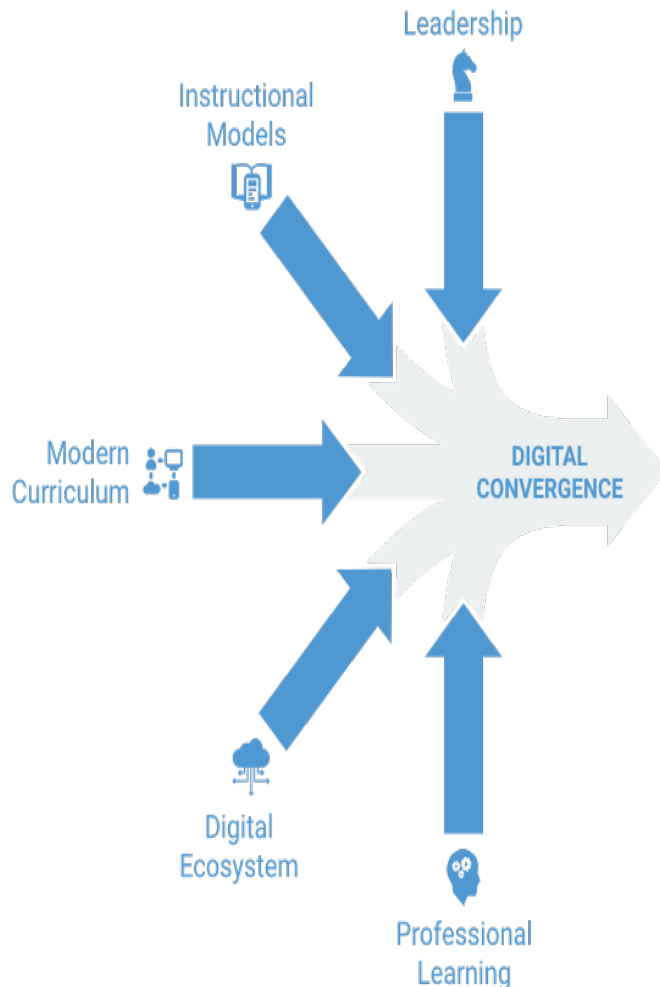 Leadership
Instructional
Models
Modern
Curriculum
DIGITAL
CONVERGENCE
Digital
Ecosystem
Professional
Learning